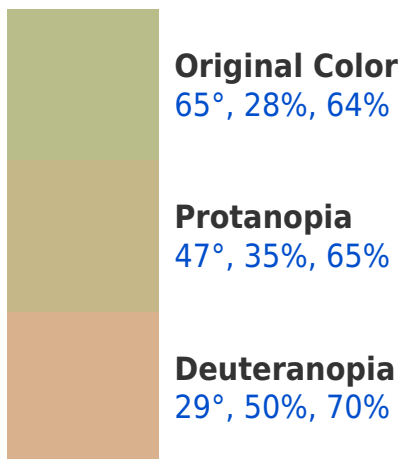 Original Color
65°, 28%, 64%
Protanopia
47°, 35%, 65%
Deuteranopia
29°, 50%, 70%